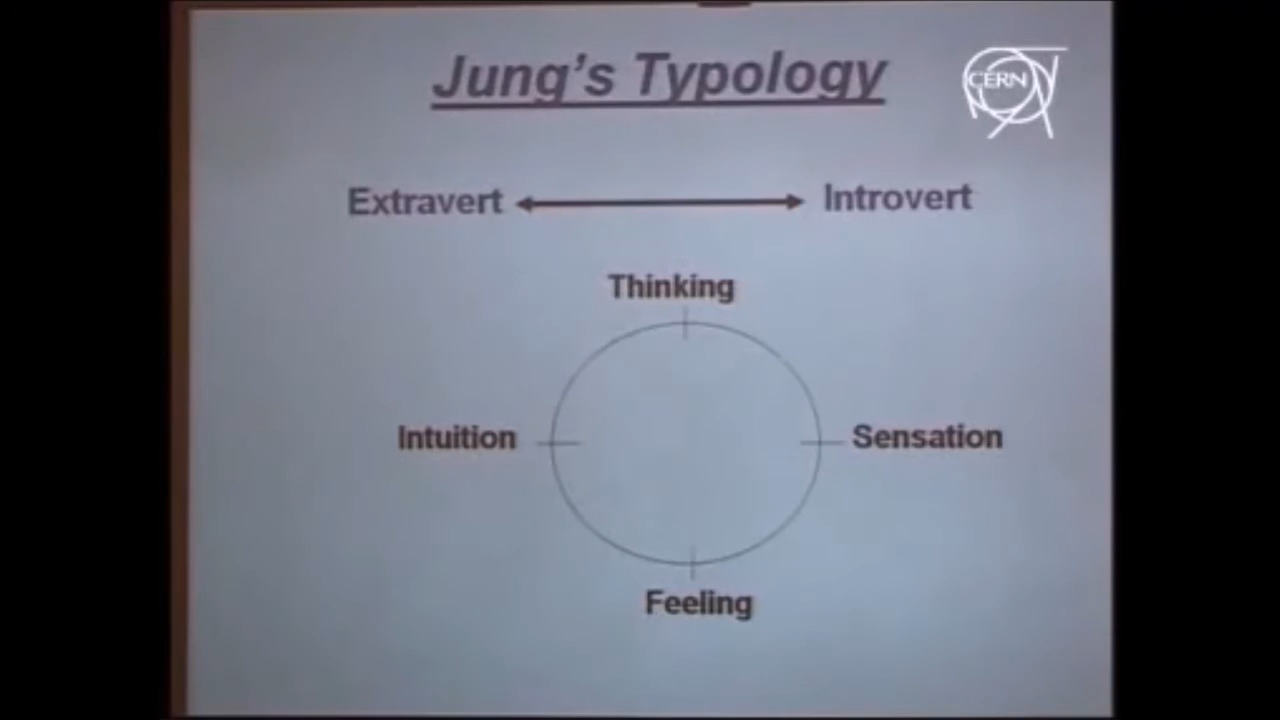 Jung's Typology
CERN
Extravert Introvert
Thinking
Intuition Sensation
Feeling